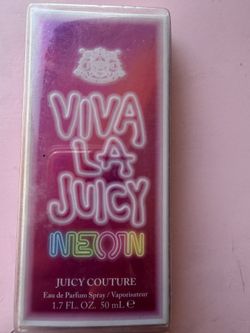 VIVA
LA
JUICY
NEON
JUICY COUTURE
Eau de Parfum Spray / Vaporisateur
1.7 FL. OZ. 50 mL e